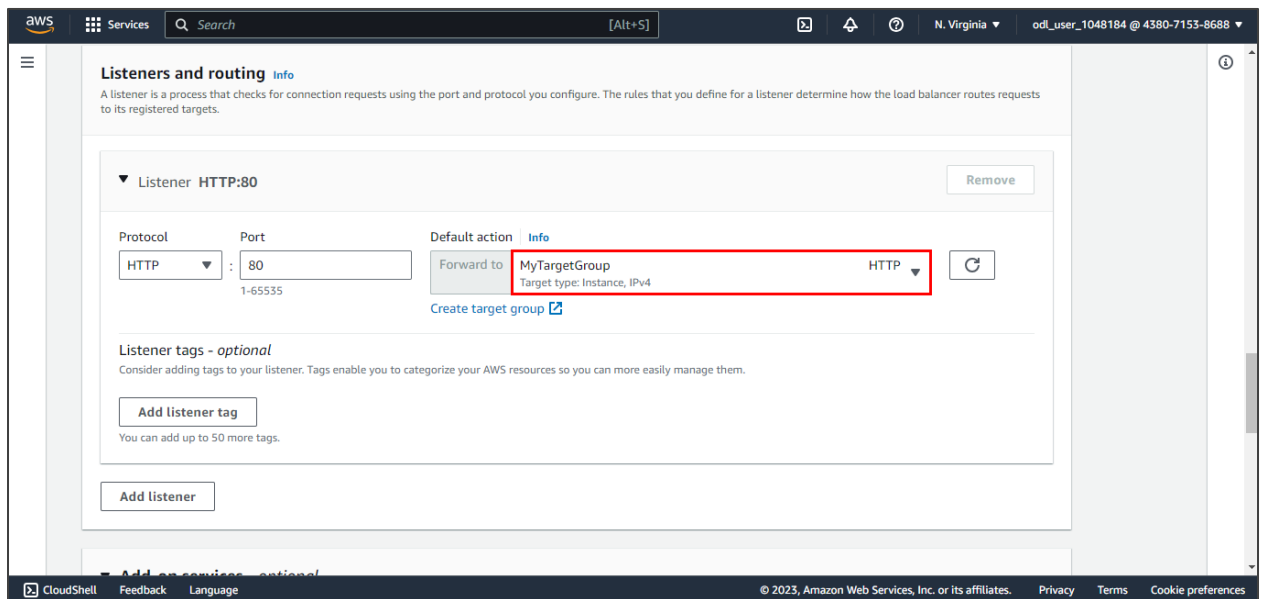 aws
Services
Search [Alt+S]
N. Virginia
odl_user_1048184 @ 4380-7153-8688
Listeners and routing Info
A listener is a process that checks for connection requests using the port and protocol you configure. The rules that you define for a listener determine how the load balancer routes requests
to its registered targets.
Listener HTTP:80
Remove
Protocol Port Default action Info
HTTP : 80 Forward to MyTargetGroup HTTP
Target type: Instance, IPv4
1-65535
Create target group
Listener tags - optional
Consider adding tags to your listener. Tags enable you to categorize your AWS resources so you can more easily manage them.
Add listener tag
You can add up to 50 more tags.
Add listener
Add-on services - optional
CloudShell Feedback Language © 2023, Amazon Web Services, Inc. or its affiliates. Privacy Terms Cookie preferences